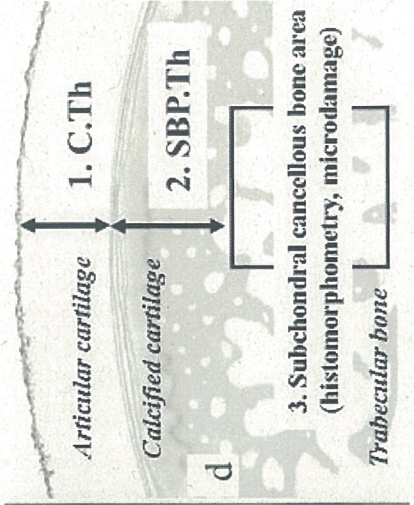 1. C.Th
Articular cartilage
2. SBP.Th
Calcified cartilage
d
3. Subchondral cancellous bone area
(histomorphometry, microdamage)
Trabecular bone